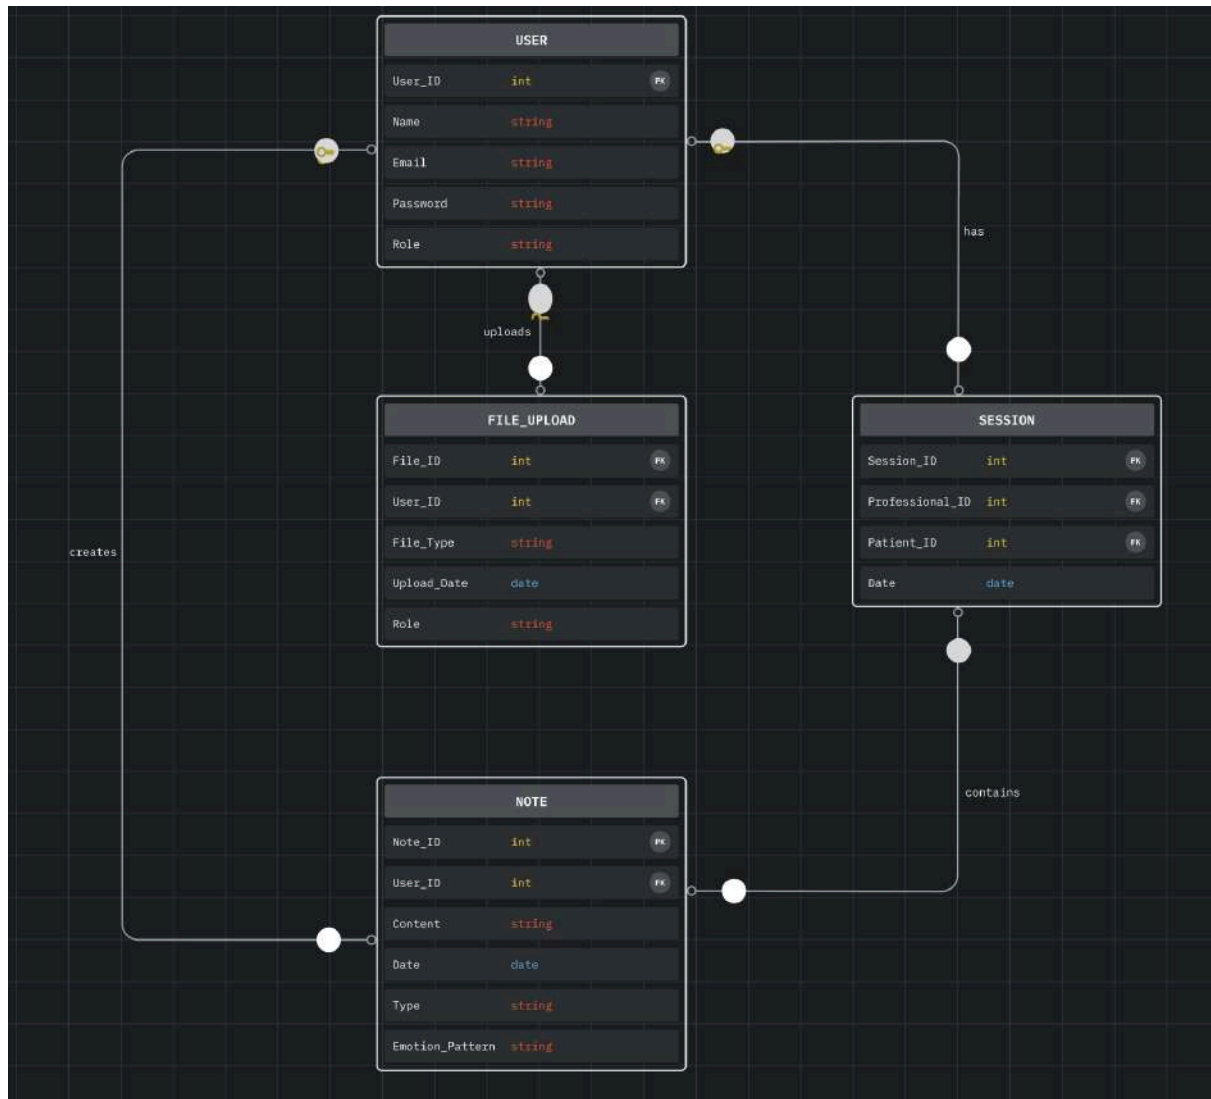 USER
User_ID int PK
Name string
Email string
Password string
Role string
has
uploads
FILE_UPLOAD
File_ID int PK
User_ID int FK
File_Type string
Upload_Date date
Role string
SESSION
Session_ID int PK
Professional_ID int FK
Patient_ID int FK
Date date
creates
contains
NOTE
Note_ID int PK
User_ID int FK
Content string
Date date
Type string
Emotion_Pattern string